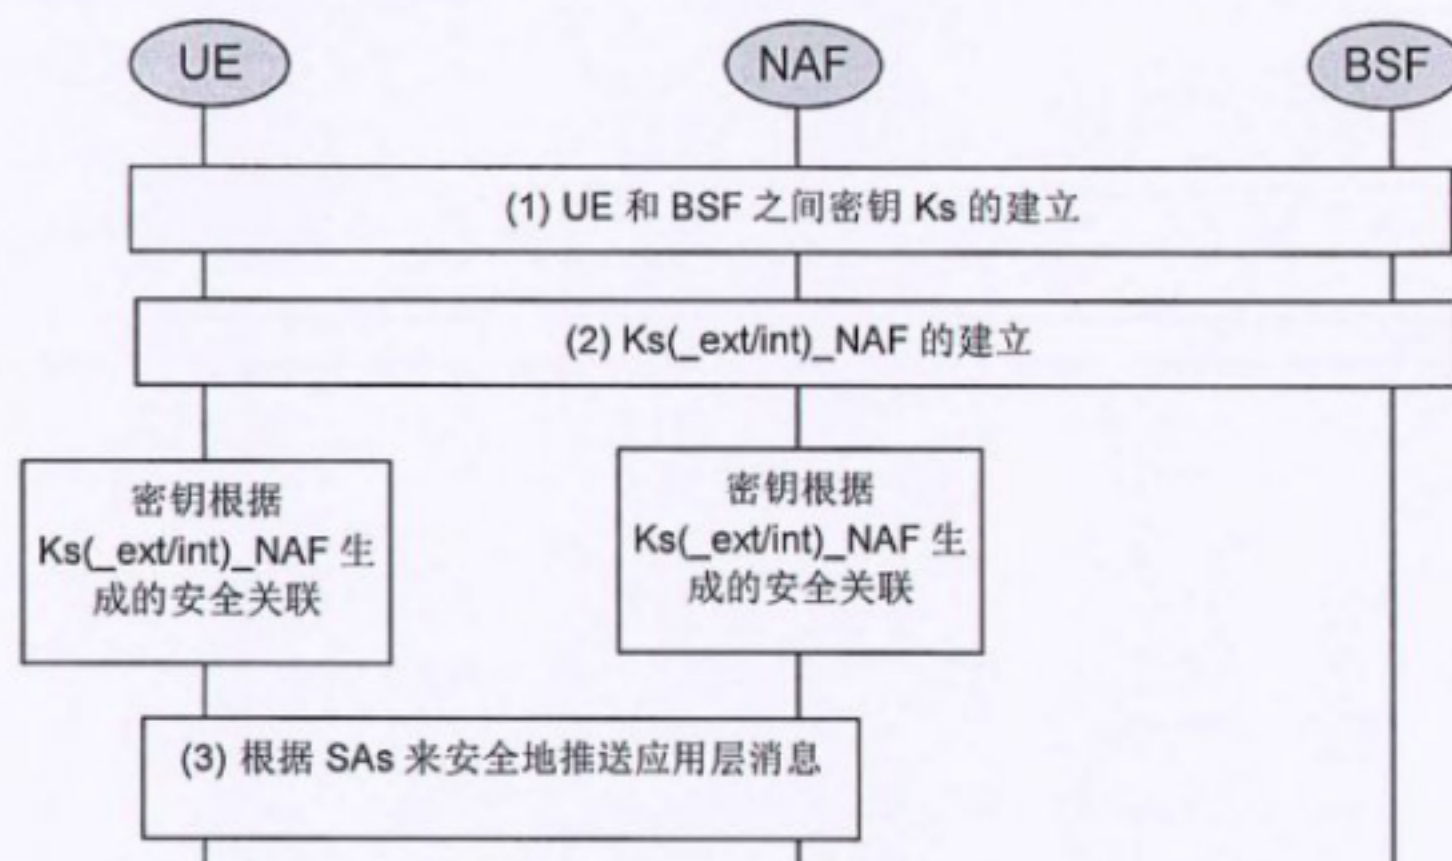 UE
NAF
BSF
(1) UE 和 BSF 之间密钥 Ks 的建立
(2) Ks(_ext/int)_NAF 的建立
密钥根据
Ks(_ext/int)_NAF 生
成的安全关联
密钥根据
Ks(_ext/int)_NAF 生
成的安全关联
(3) 根据 SAs 来安全地推送应用层消息